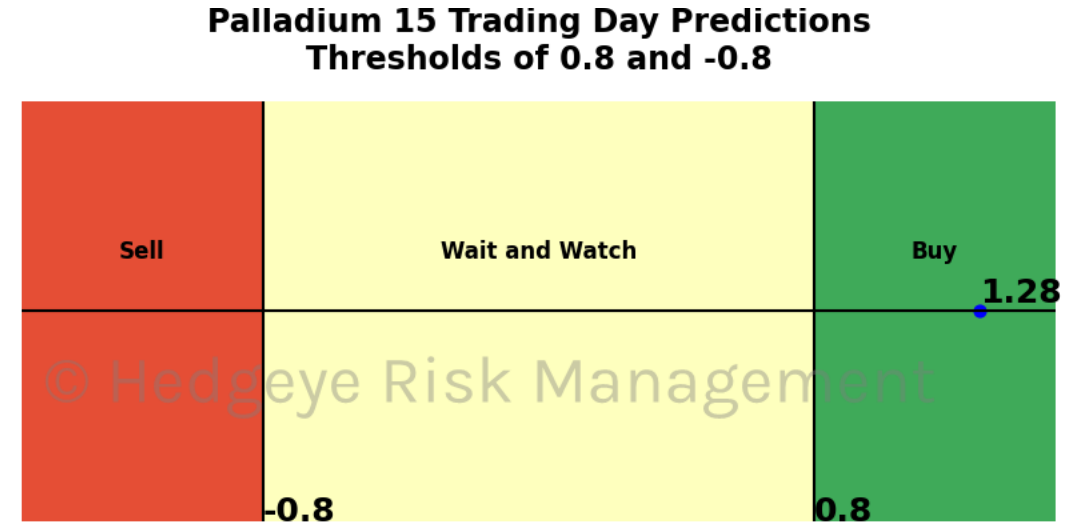 Palladium 15 Trading Day Predictions
Thresholds of 0.8 and -0.8
Sell
Wait and Watch
Buy
1.28
© Hedgeye Risk Management
-0.8
0.8